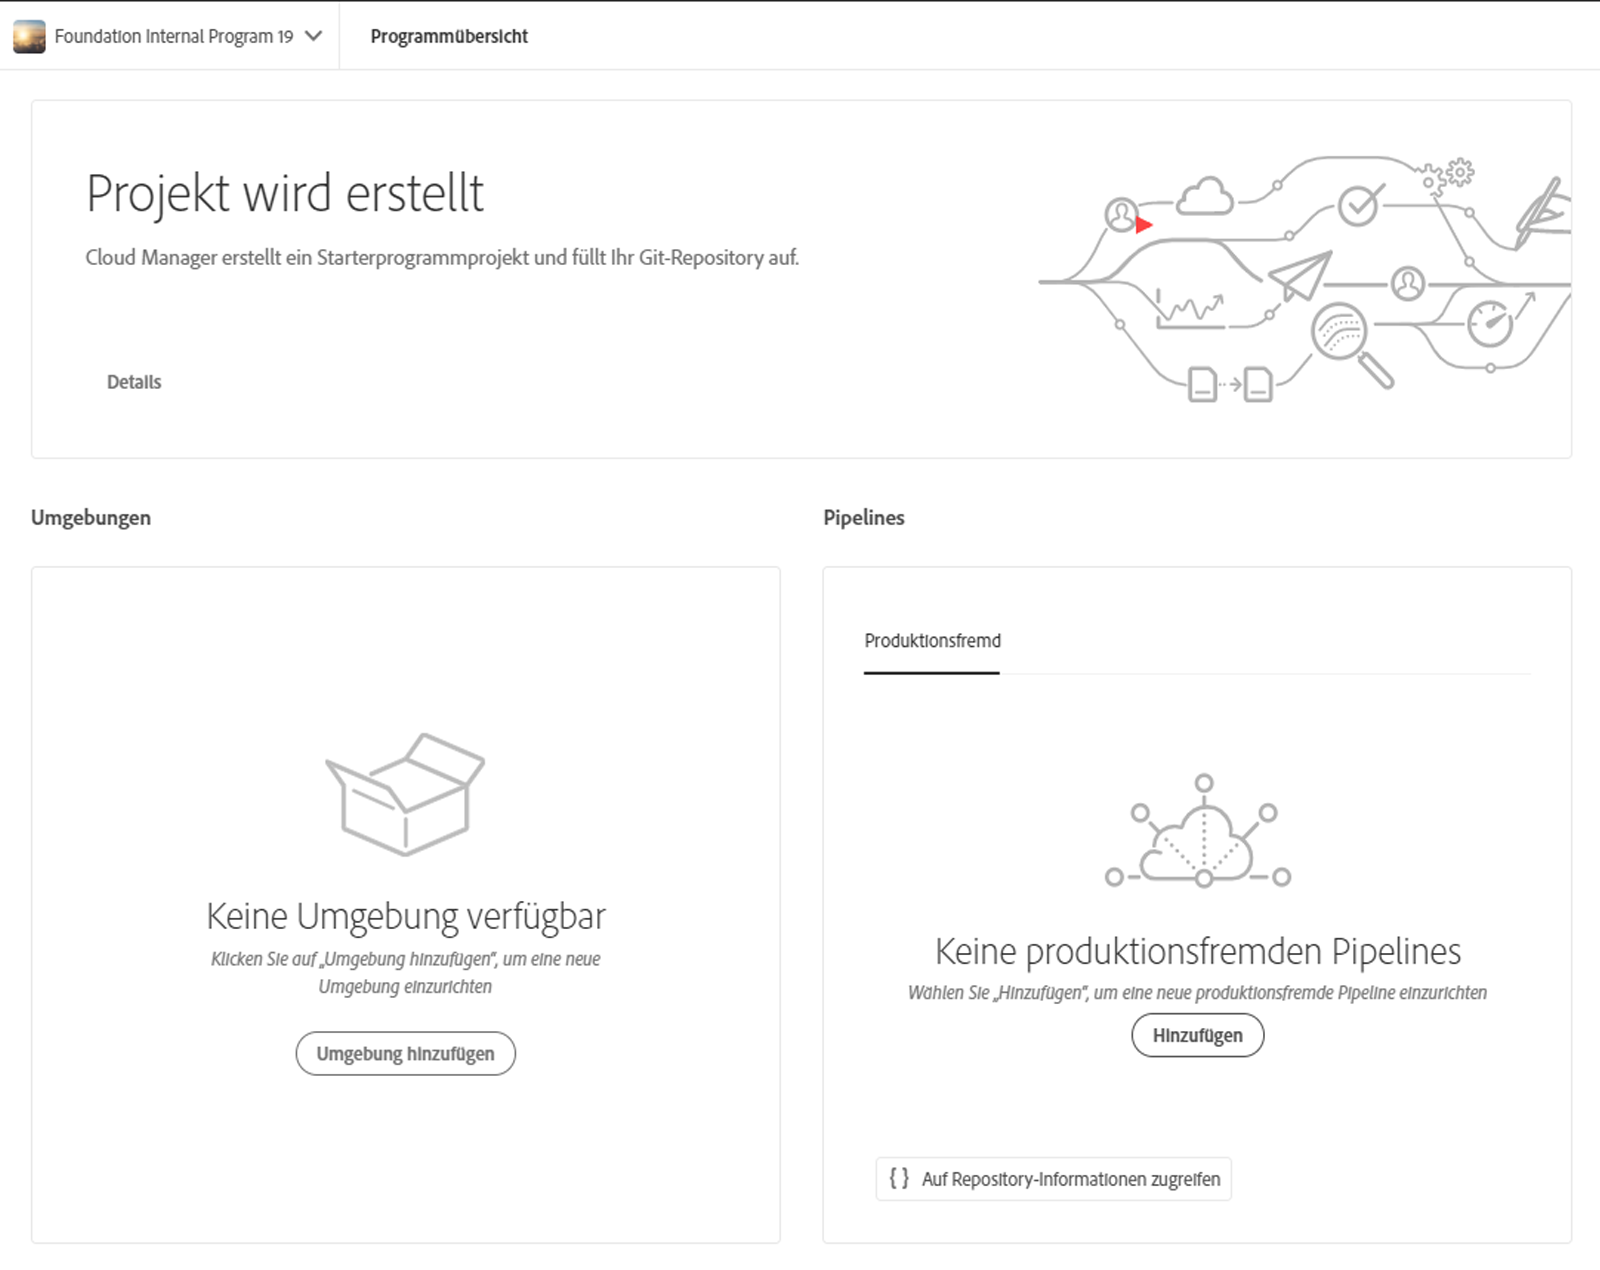 Foundation Internal Program 19
Programmübersicht
Projekt wird erstellt
Cloud Manager erstellt ein Starterprogrammprojekt und füllt Ihr Git-Repository auf.
Details
Umgebungen
Keine Umgebung verfügbar
Klicken Sie auf „Umgebung hinzufügen“, um eine neue
Umgebung einzurichten
Umgebung hinzufügen
Pipelines
Produktionsfremd
Keine produktionsfremden Pipelines
Wählen Sie „Hinzufügen“, um eine neue produktionsfremde Pipeline einzurichten
Hinzufügen
{ } Auf Repository-Informationen zugreifen